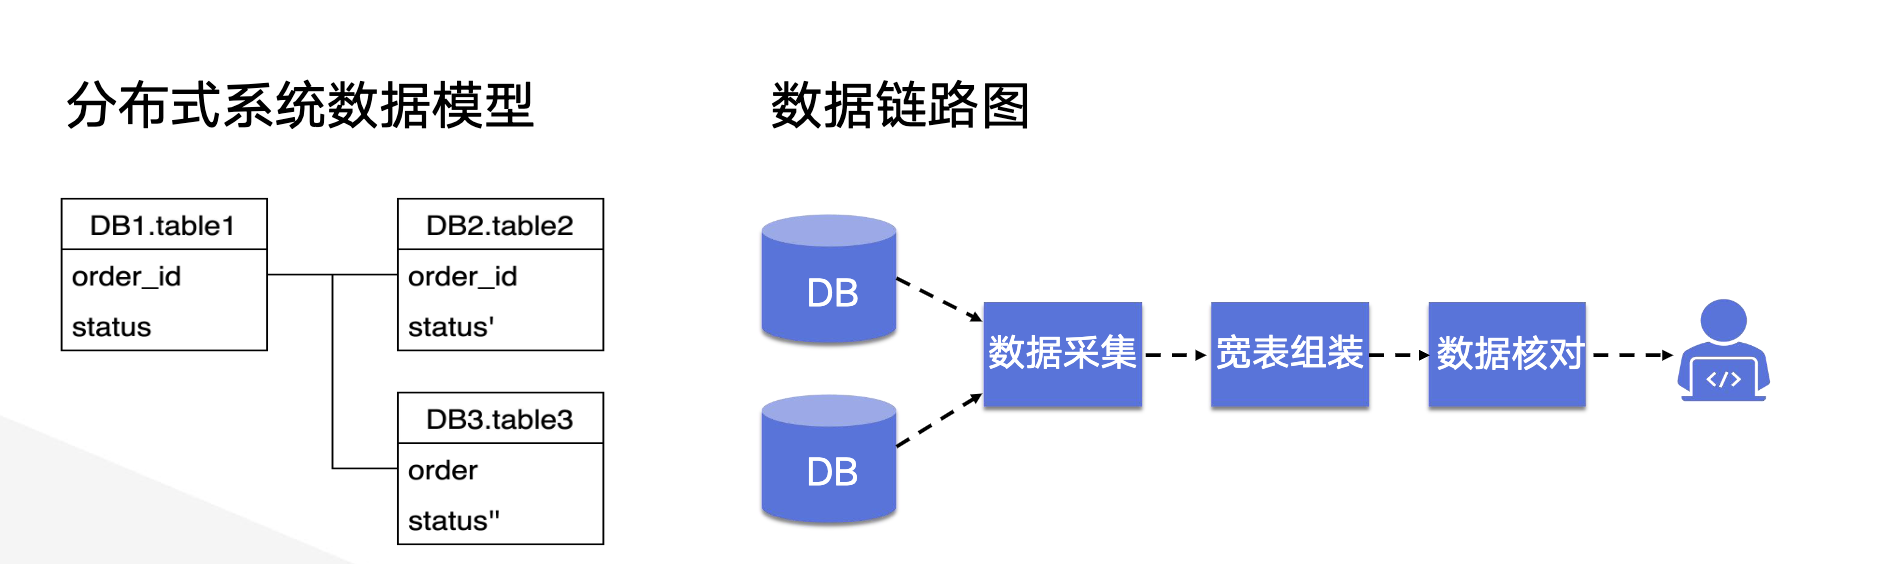 分布式系统数据模型
DB1.table1
order_id
status
DB2.table2
order_id
status'
DB3.table3
order
status''
数据链路图
DB
DB
数据采集
宽表组装
数据核对
</>